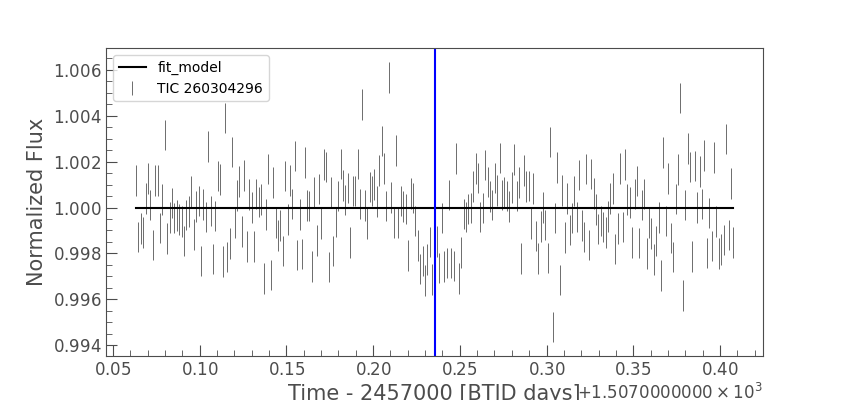 fit_model
TIC 260304296
1.006
1.004
1.002
1.000
0.998
0.996
0.994
Normalized Flux
0.05 0.10 0.15 0.20 0.25 0.30 0.35 0.40
Time - 2457000 [BTJD days]
+1.5070000000 × 10³